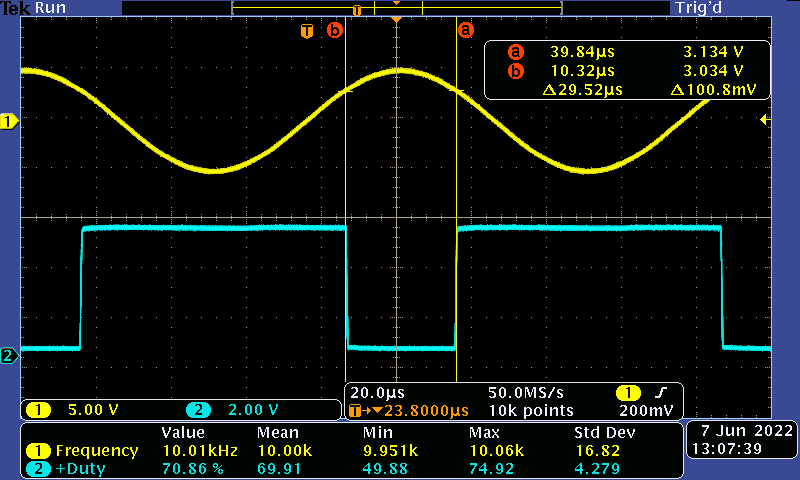 Tek Run Trig'd
T
T b a
a 39.84µs 3.134 V
b 10.32µs 3.034 V
Δ29.52µs Δ100.8mV
1
2
1 5.00 V 2 2.00 V
20.0µs 50.0MS/s 1
T→▼23.8000µs 10k points 200mV
Value Mean Min Max Std Dev
1 Frequency 10.01kHz 10.00k 9.951k 10.06k 16.82
2 +Duty 70.86 % 69.91 49.88 74.92 4.279
7 Jun 2022
13:07:39